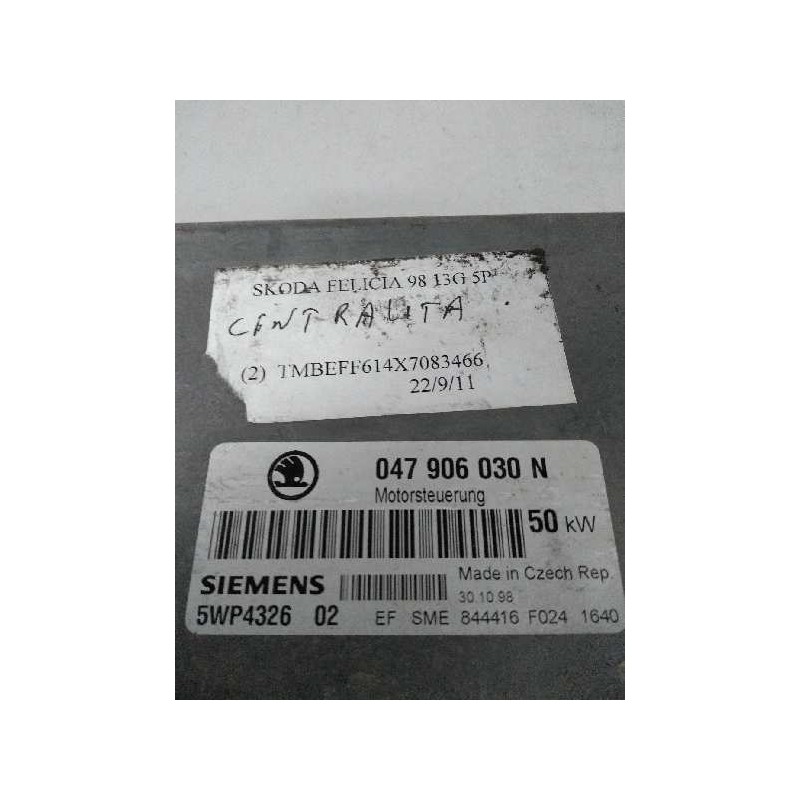 SKODA FELICIA 98 13G 5P
CENTRALITA
(2) TMBEFF614X7083466
22/9/11
047 906 030 N
Motorsteuerung
50 kW
SIEMENS
Made in Czech Rep.
30.10.98
5WP4326 02 EF SME 844416 F024 1640